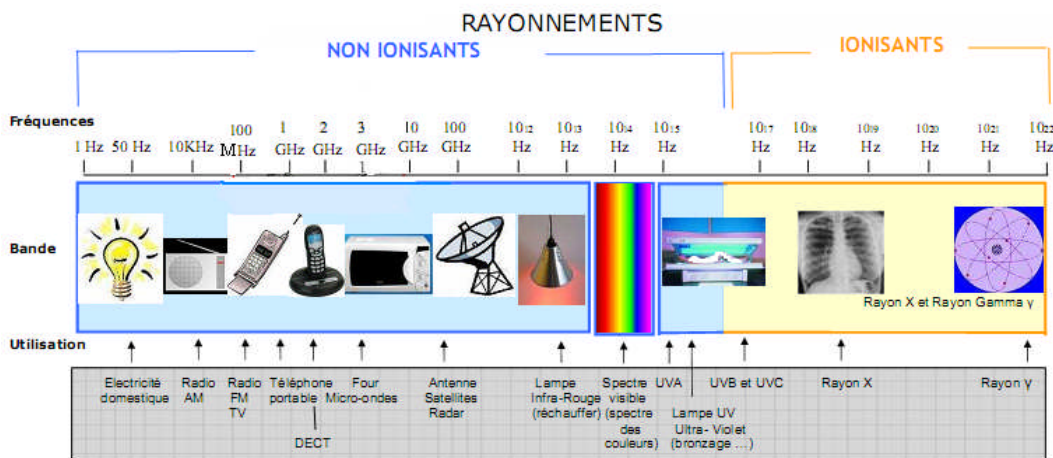 RAYONNEMENTS
NON IONISANTS
IONISANTS
Fréquences
1 Hz
50 Hz
10KHz
100
MHz
1
GHz
2
GHz
3
GHz
10
GHz
100
GHz
1012
Hz
1013
Hz
1014
Hz
1015
Hz
1017
Hz
1018
Hz
1019
Hz
1020
Hz
1021
Hz
1022
Hz
Bande
Rayon X et Rayon Gamma γ
Utilisation
Electricité
domestique
Radio
AM
Radio
FM
TV
Téléphone
portable
DECT
Four
Micro-ondes
Antenne
Satellites
Radar
Lampe
Infra-Rouge
(réchauffer)
Spectre
visible
(spectre
des
couleurs)
UVA
Lampe UV
Ultra- Violet
(bronzage ...)
UVB et UVC
Rayon X
Rayon γ